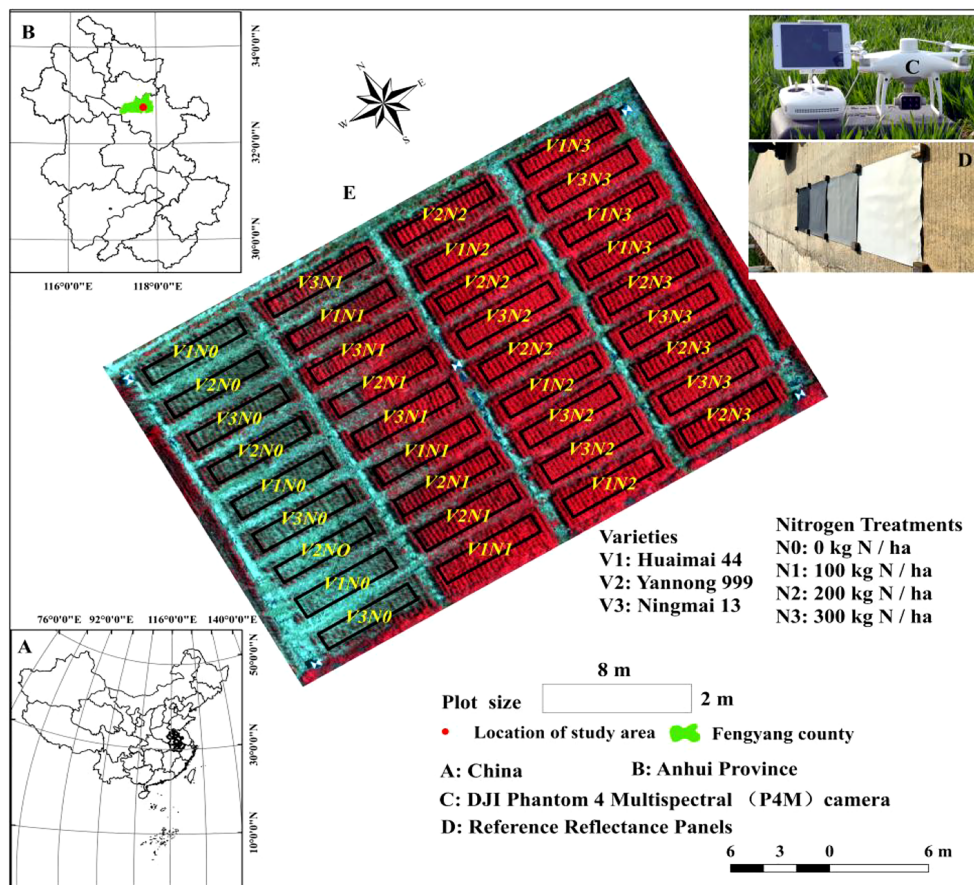 B
116°0'0"E
118°0'0"E
34°0'0"N
32°0'0"N
30°0'0"N
N
E
W
S
C
D
E
V1N0
V2N0
V3N0
V2N0
V1N0
V3N0
V2NO
V1N0
V3N0
V3N1
V1N1
V3N1
V2N1
V3N1
V1N1
V2N1
V2N1
V1N1
V2N2
V1N2
V2N2
V3N2
V2N2
V1N2
V3N2
V3N2
V1N2
V1N3
V3N3
V1N3
V1N3
V2N3
V3N3
V2N3
V3N3
V2N3
Varieties
V1: Huaimai 44
V2: Yannong 999
V3: Ningmai 13
Nitrogen Treatments
N0: 0 kg N / ha
N1: 100 kg N / ha
N2: 200 kg N / ha
N3: 300 kg N / ha
A
76°0'0"E
92°0'0"E
116°0'0"E
140°0'0"E
50°0'0"N
30°0'0"N
10°0'0"N
8 m
Plot size
2 m
Location of study area
Fengyang county
A: China
B: Anhui Province
C: DJI Phantom 4 Multispectral （P4M）camera
D: Reference Reflectance Panels
6 3 0 6 m